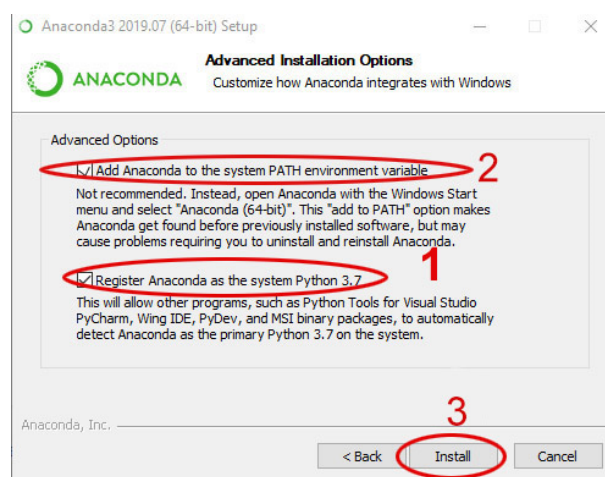 Anaconda3 2019.07 (64-bit) Setup
Advanced Installation Options
ANACONDA
Customize how Anaconda integrates with Windows
Advanced Options
Add Anaconda to the system PATH environment variable
2
Not recommended. Instead, open Anaconda with the Windows Start
menu and select "Anaconda (64-bit)". This "add to PATH" option makes
Anaconda get found before previously installed software, but may
cause problems requiring you to uninstall and reinstall Anaconda.
1
Register Anaconda as the system Python 3.7
This will allow other programs, such as Python Tools for Visual Studio
PyCharm, Wing IDE, PyDev, and MSI binary packages, to automatically
detect Anaconda as the primary Python 3.7 on the system.
3
Anaconda, Inc.
< Back Install Cancel